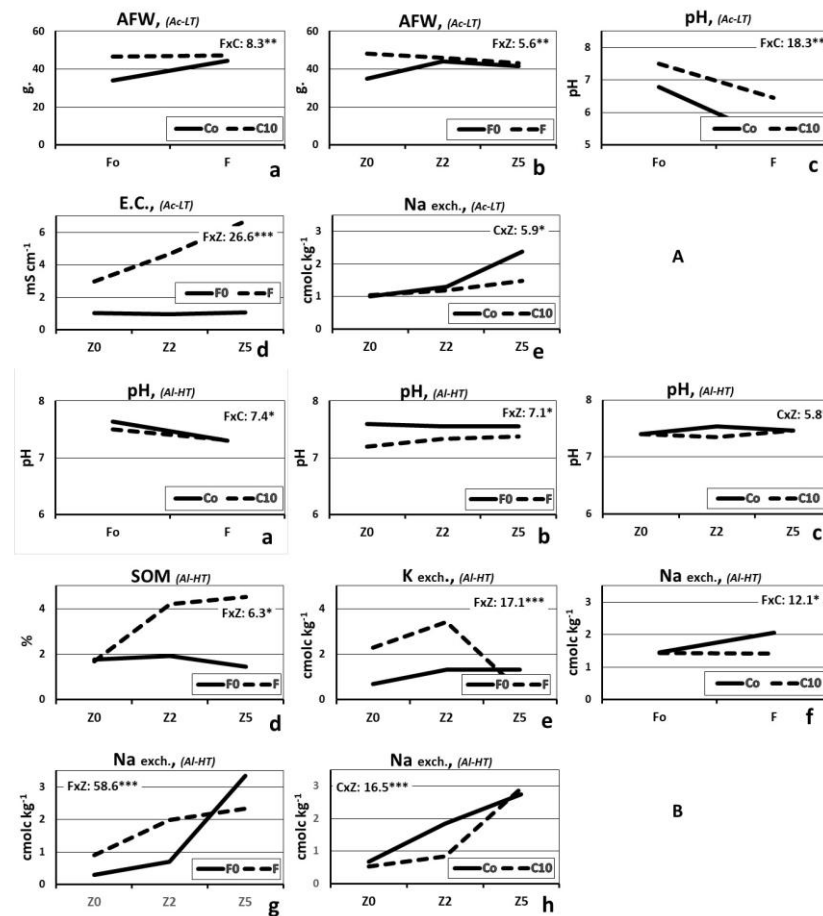 AFW, (Ac-LT)
60
40
20
0
g.
FxC: 8.3**
Co C10
Fo F
a
AFW, (Ac-LT)
60
40
20
0
g.
FxZ: 5.6**
F0 F
Z0 Z2 Z5
b
pH, (Ac-LT)
8
7
6
5
pH
FxC: 18.3**
Co C10
Fo F
c
E.C., (Ac-LT)
6
4
2
0
mS cm-1
FxZ: 26.6***
F0 F
Z0 Z2 Z5
d
Na exch., (Ac-LT)
3
2
1
0
cmolc kg-1
CxZ: 5.9*
Co C10
Z0 Z2 Z5
e
A
pH, (Al-HT)
8
7
6
pH
FxC: 7.4*
Co C10
Fo F
a
pH, (Al-HT)
8
7
6
pH
FxZ: 7.1*
F0 F
Z0 Z2 Z5
b
pH, (Al-HT)
8
7
6
pH
CxZ: 5.8
Co C10
Z0 Z2 Z5
c
SOM (Al-HT)
4
2
0
%
FxZ: 6.3*
F0 F
Z0 Z2 Z5
d
K exch., (Al-HT)
4
2
0
cmolc kg-1
FxZ: 17.1***
F0 F
Z0 Z2 Z5
e
Na exch., (Al-HT)
3
2
1
0
cmolc kg-1
FxC: 12.1*
Co C10
Fo F
f
Na exch., (Al-HT)
3
2
1
0
cmolc kg-1
FxZ: 58.6***
F0 F
Z0 Z2 Z5
g
Na exch., (Al-HT)
3
2
1
0
cmolc kg-1
CxZ: 16.5***
Co C10
Z0 Z2 Z5
h
B